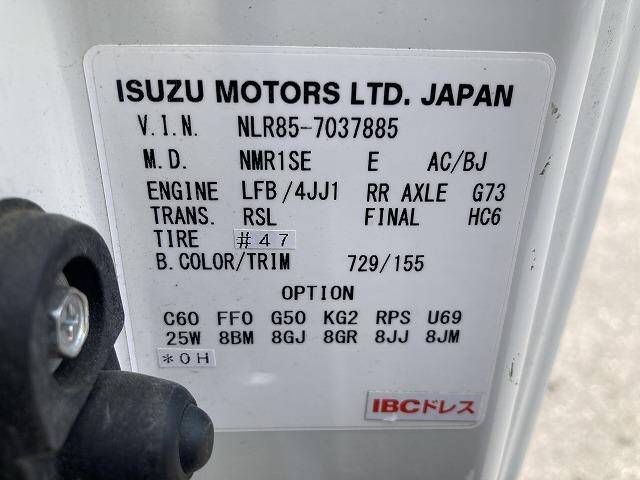 ISUZU MOTORS LTD. JAPAN
V.I.N. NLR85-7037885
M.D. NMR1SE E AC/BJ
ENGINE LFB/4JJ1 RR AXLE G73
TRANS. RSL FINAL HC6
TIRE #47
B.COLOR/TRIM 729/155
OPTION
C60 FF0 G50 KG2 RPS U69
25W 8BM 8GJ 8GR 8JJ 8JM
*0H
IBCドレス